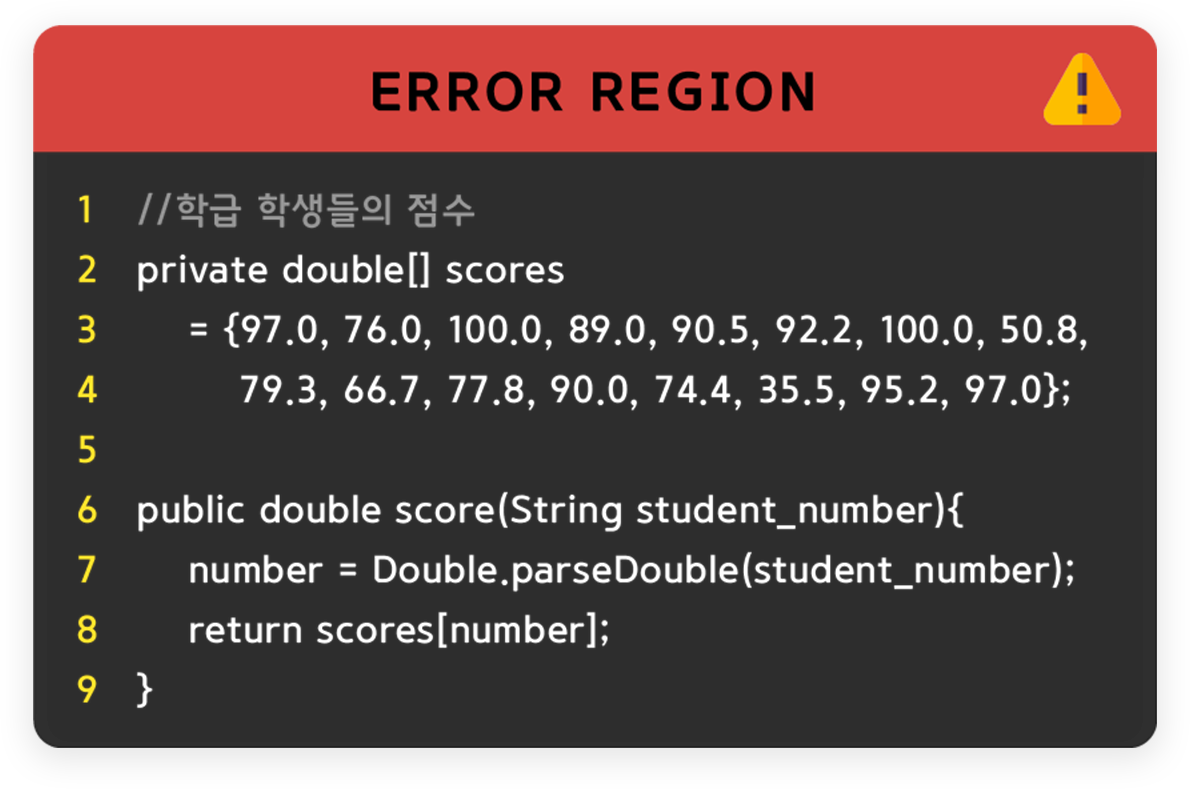 ERROR REGION
1 //학급 학생들의 점수
2 private double[] scores
3 = {97.0, 76.0, 100.0, 89.0, 90.5, 92.2, 100.0, 50.8,
4 79.3, 66.7, 77.8, 90.0, 74.4, 35.5, 95.2, 97.0};
5
6 public double score(String student_number){
7 number = Double.parseDouble(student_number);
8 return scores[number];
9 }